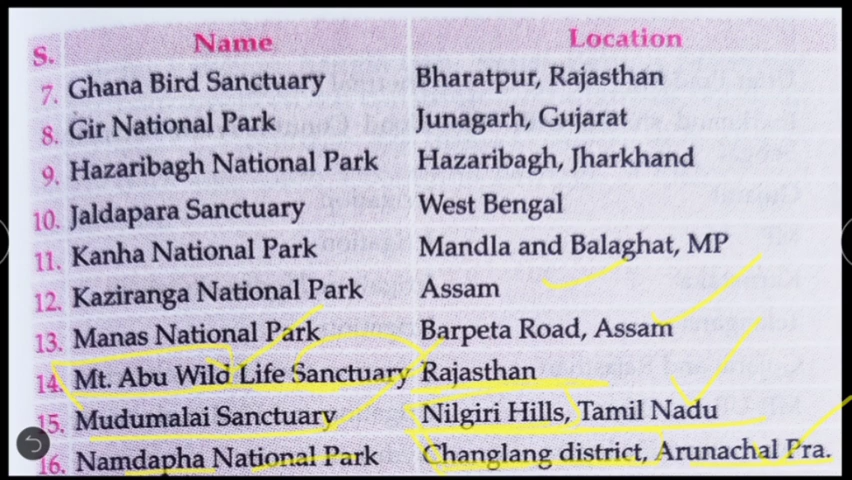 S. Name Location
7. Ghana Bird Sanctuary Bharatpur, Rajasthan
8. Gir National Park Junagarh, Gujarat
9. Hazaribagh National Park Hazaribagh, Jharkhand
10. Jaldapara Sanctuary West Bengal
11. Kanha National Park Mandla and Balaghat, MP
12. Kaziranga National Park Assam
13. Manas National Park Barpeta Road, Assam
14. Mt. Abu Wild Life Sanctuary Rajasthan
15. Mudumalai Sanctuary Nilgiri Hills, Tamil Nadu
16. Namdapha National Park Changlang district, Arunachal Pra.